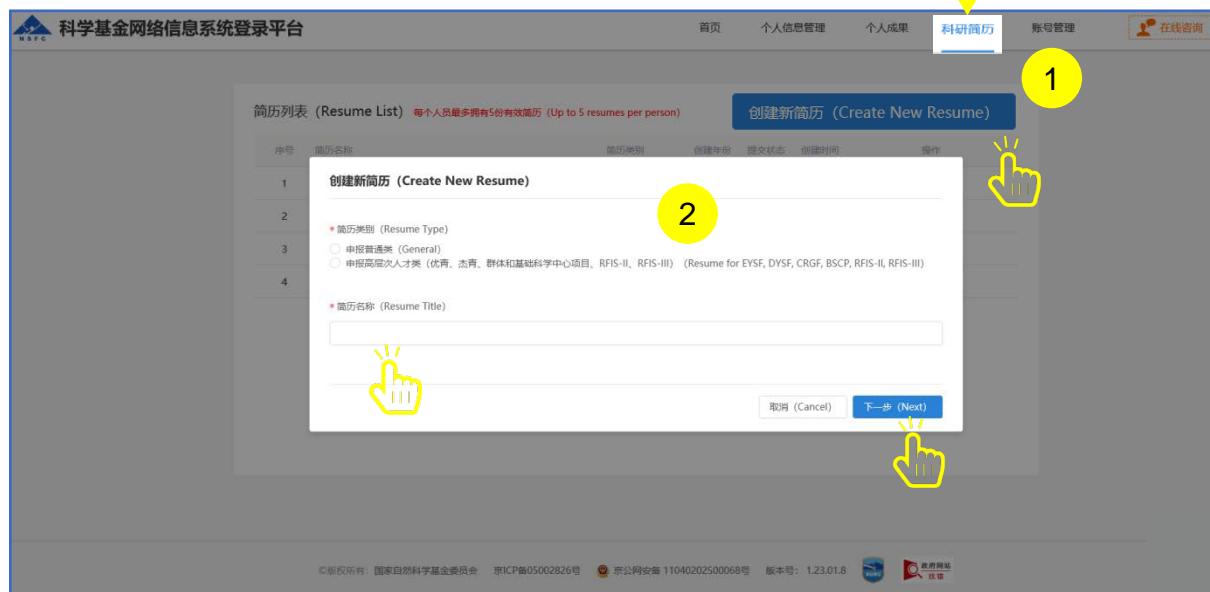 NSFC 科学基金网络信息系统登录平台 首页 个人信息管理 个人成果 科研简历 账号管理 在线咨询
1
简历列表 (Resume List) 每个人员最多拥有5份有效简历 (Up to 5 resumes per person) 创建新简历 (Create New Resume)
序号 简历名称 简历类别 创建年份 提交状态 创建时间 操作
1
2
3
4
创建新简历 (Create New Resume)
2
* 简历类别 (Resume Type)
申报普通类 (General)
申报高层次人才类 (优青、杰青、群体和基础科学中心项目、RFIS-II、RFIS-III) (Resume for EYSF, DYSF, CRGF, BSCP, RFIS-II, RFIS-III)
* 简历名称 (Resume Title)
取消 (Cancel) 下一步 (Next)
©版权所有: 国家自然科学基金委员会 京ICP备05002826号 京公网安备 11040202500068号 版本号: 1.23.01.8 政府网站 找错